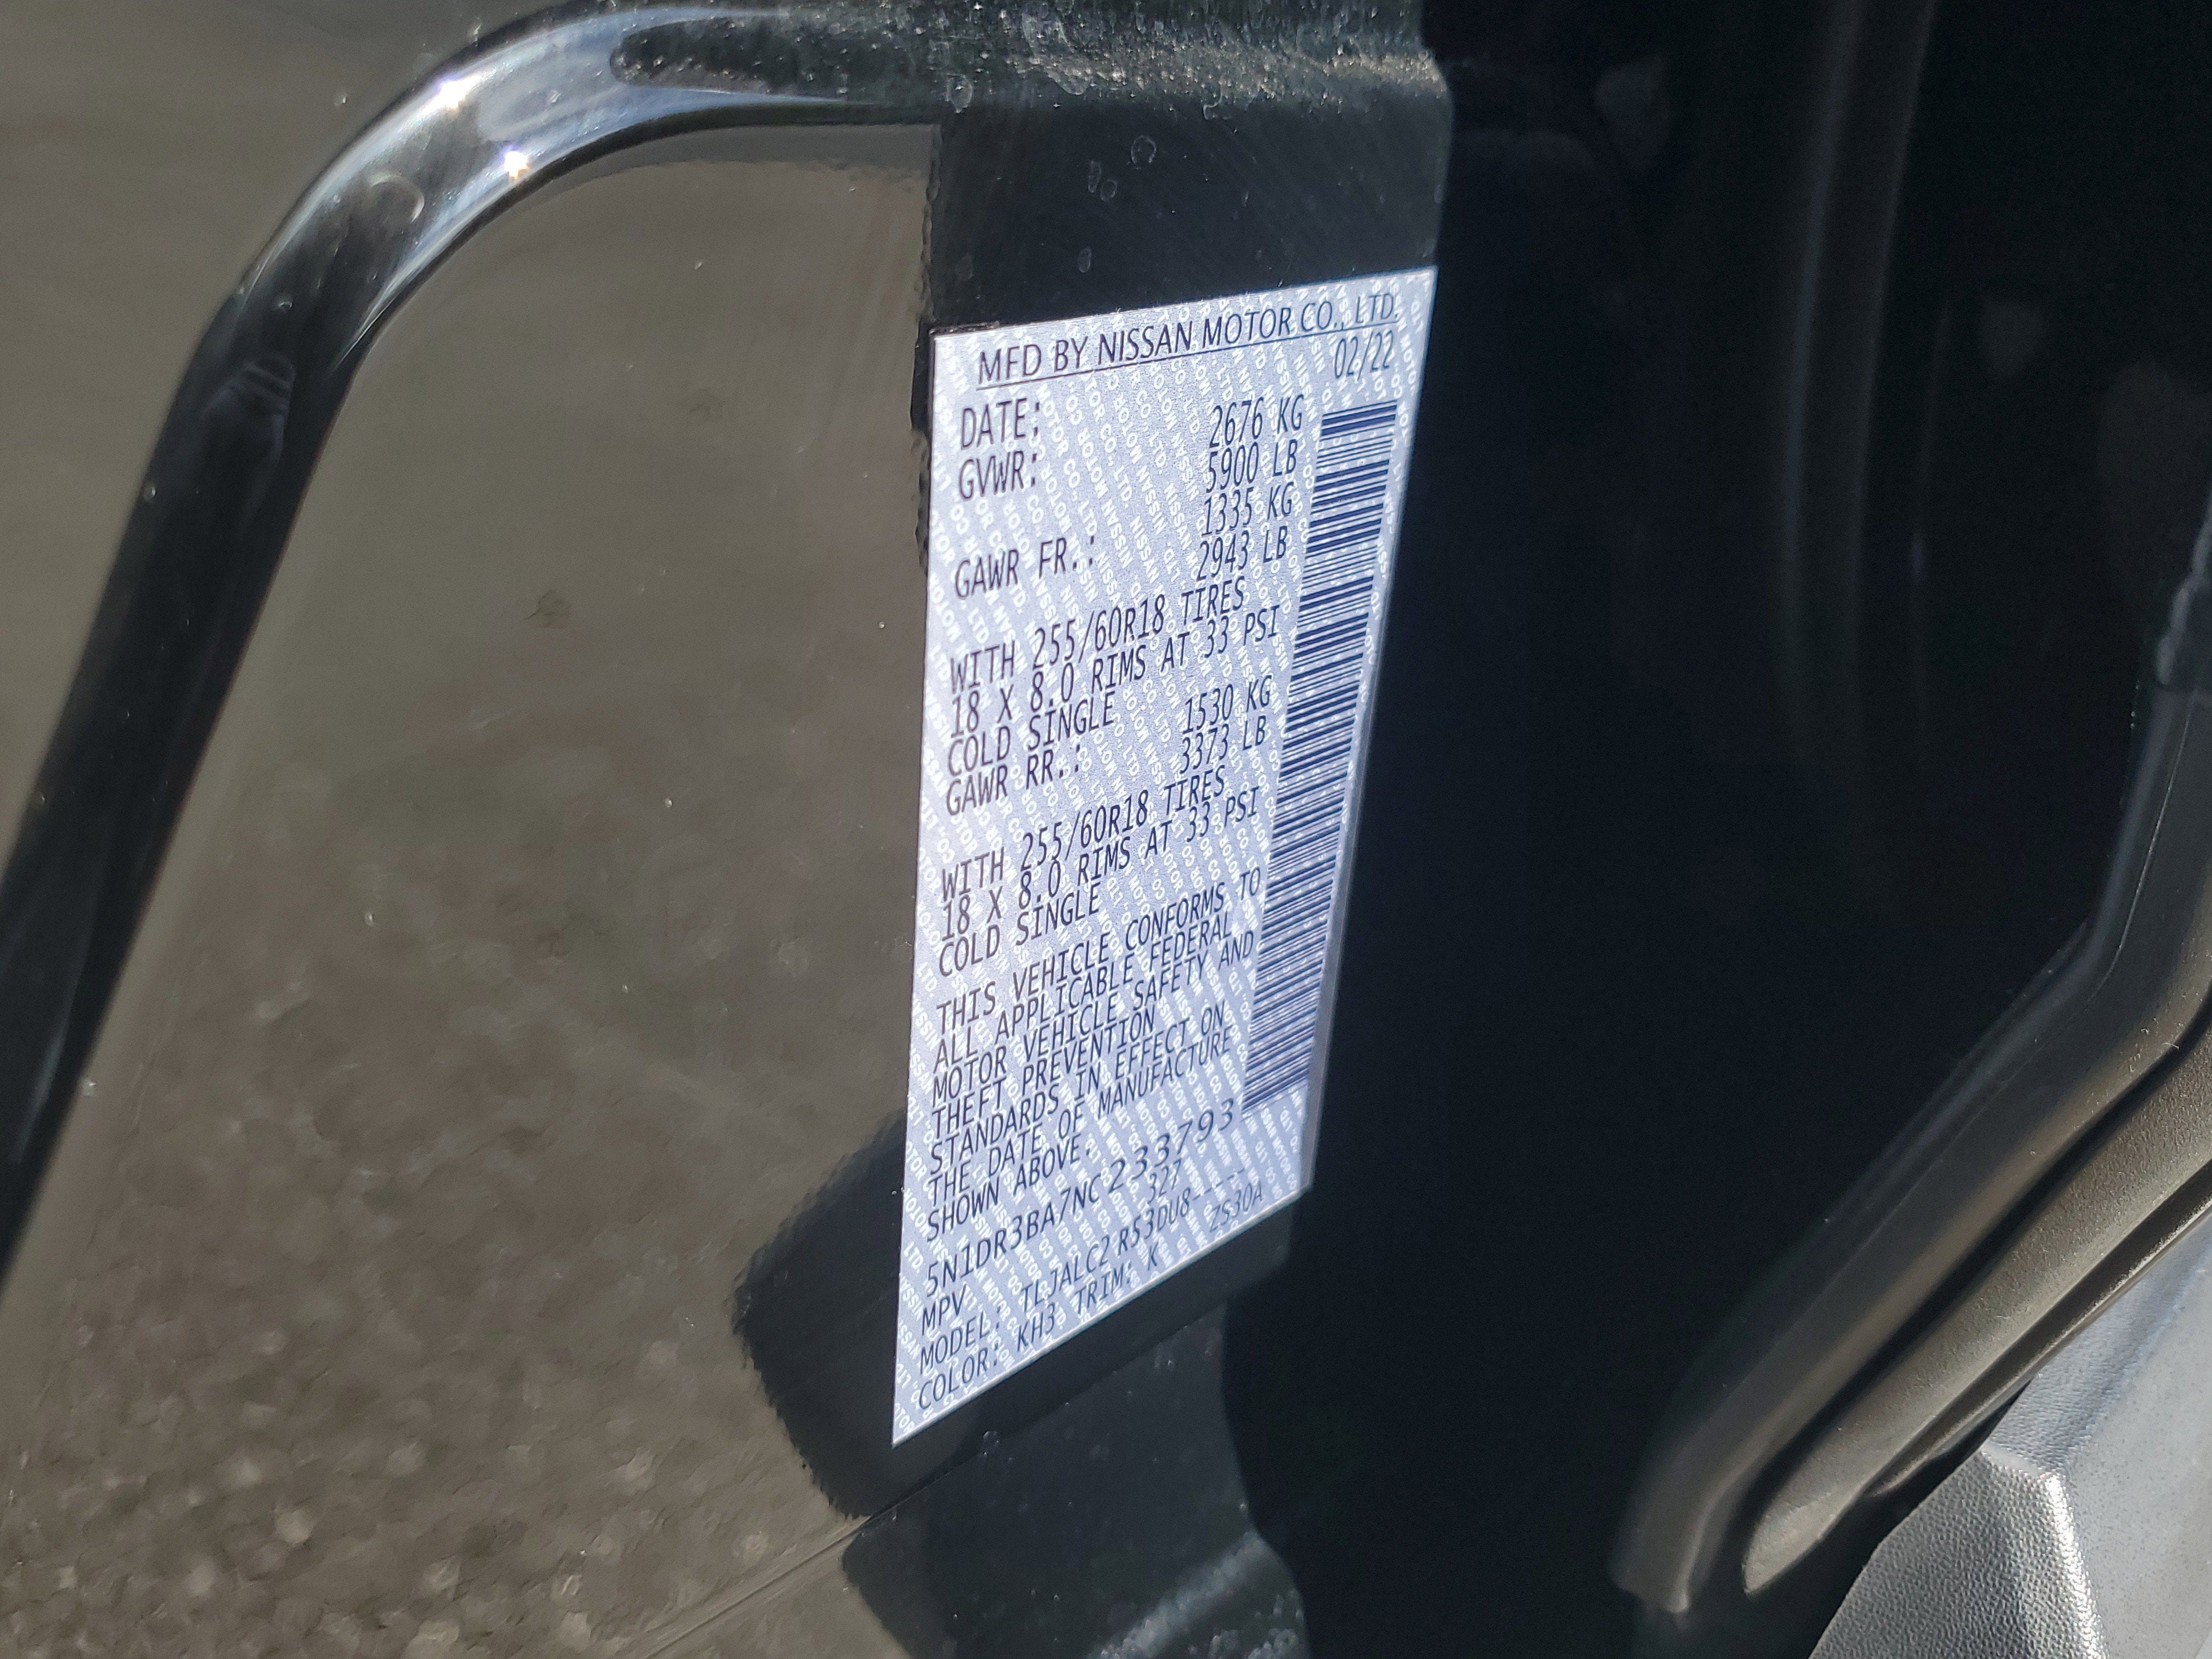 MFD BY NISSAN MOTOR CO., LTD.
DATE: 02/22
GVWR: 2676 KG
5900 LB
GAWR FR.: 1335 KG
2943 LB
WITH 255/60R18 TIRES
18 X 8.0 RIMS AT 33 PSI
COLD SINGLE
GAWR RR.: 1530 KG
3373 LB
WITH 255/60R18 TIRES
18 X 8.0 RIMS AT 33 PSI
COLD SINGLE
THIS VEHICLE CONFORMS TO
ALL APPLICABLE FEDERAL
MOTOR VEHICLE SAFETY AND
THEFT PREVENTION
STANDARDS IN EFFECT ON
THE DATE OF MANUFACTURE
SHOWN ABOVE.
5N1DR3BA7NC233793
MPV 327
MODEL: TLJALC2 R53DU8----
COLOR: KH3 TRIM: K ZS30A